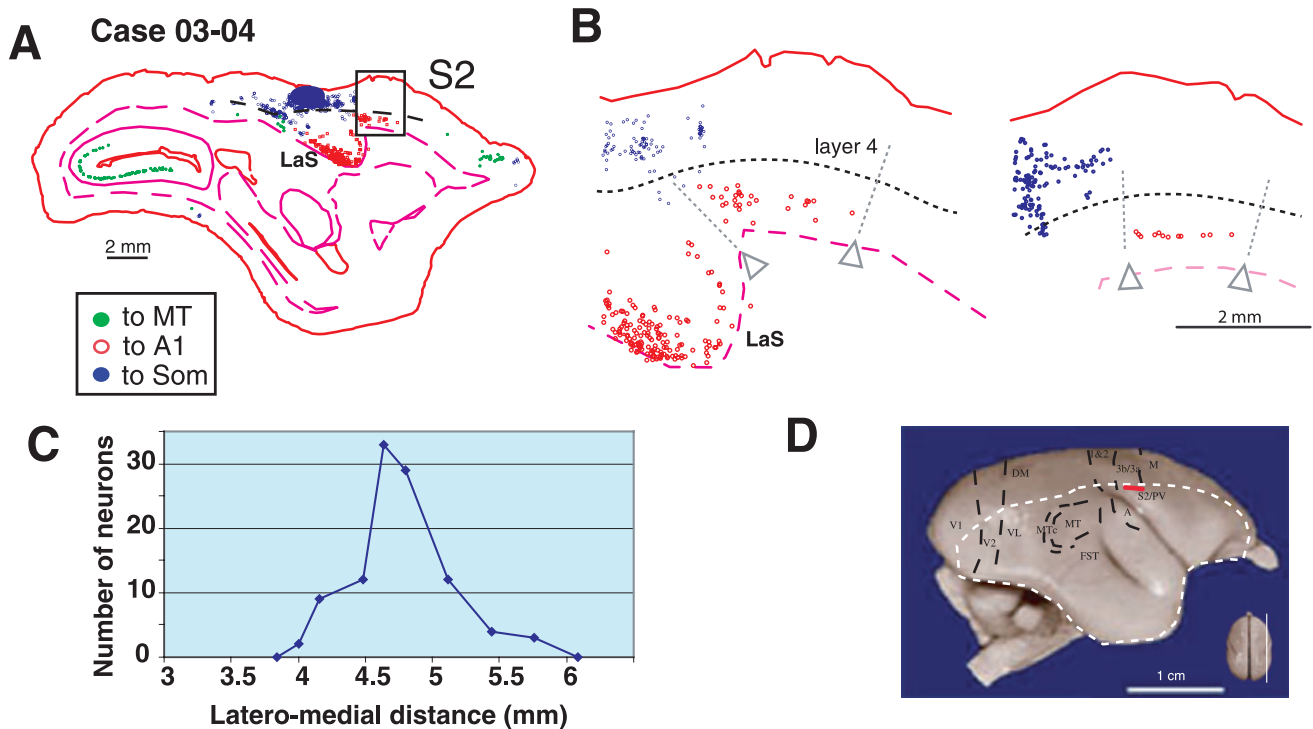 Case 03-04
A
S2
LaS
2 mm
to MT
to A1
to Som
B
layer 4
LaS
2 mm
C
Number of neurons
30
20
10
0
3 3.5 4 4.5 5 5.5 6
Latero-medial distance (mm)
D
1&2 3b/3a M
DM
S2/PV
V1 V2 VL MTc MT A
FST
1 cm